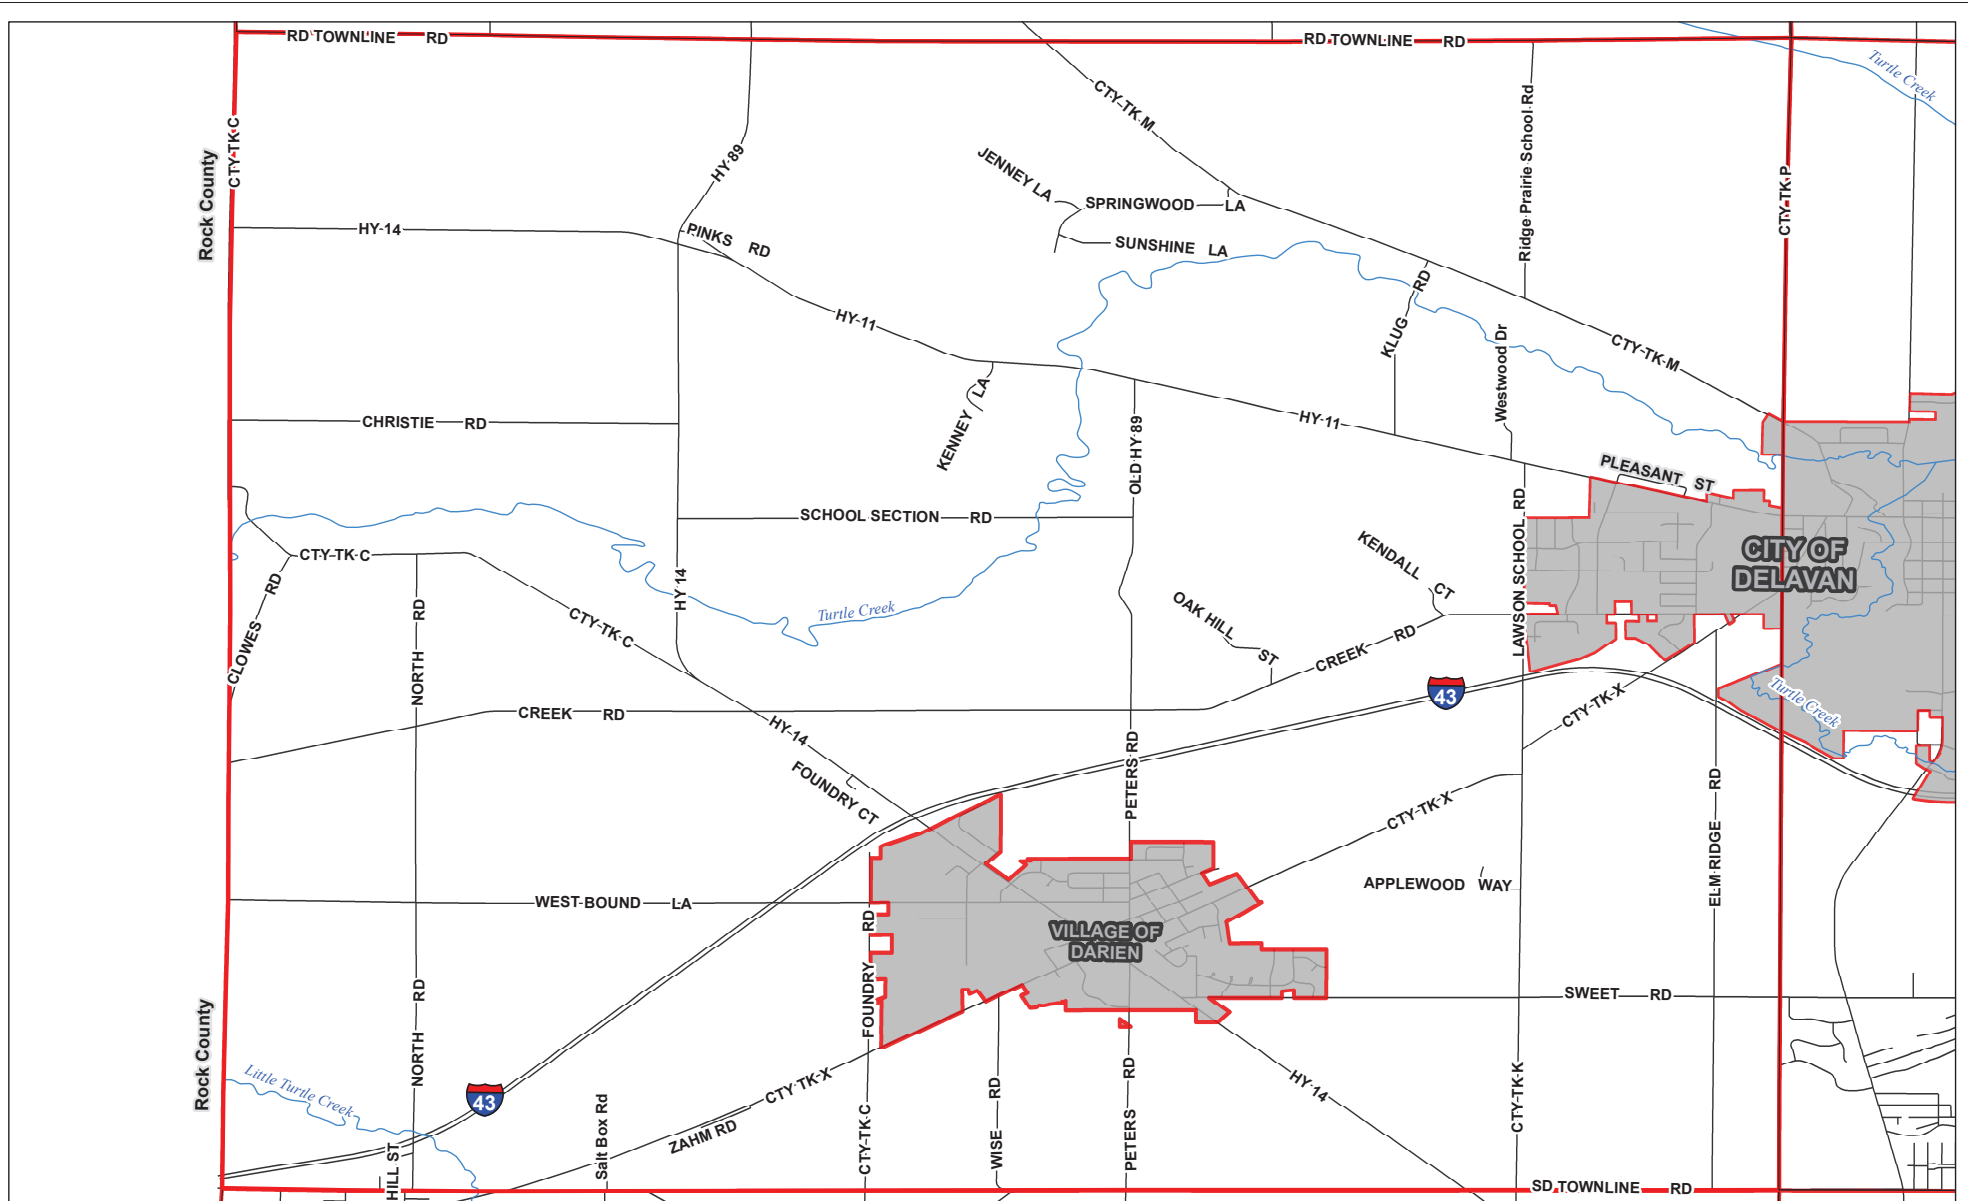 RD TOWNLINE RD
RD TOWNLINE RD
Turtle Creek
CTY-TK-C
Rock County
HY-89
CTY-TK-M
Ridge Prairie School Rd
CTY-TK-P
JENNEY LA
SPRINGWOOD LA
SUNSHINE LA
HY-14
PINKS RD
HY-11
KLUG RD
Westwood Dr
CTY-TK-M
KENNEY LA
CHRISTIE RD
OLD HY 89
HY-11
PLEASANT ST
SCHOOL SECTION RD
LAWSON SCHOOL RD
CITY OF
DELAVAN
CTY-TK-C
CLOWES RD
NORTH RD
CTY-TK-C
HY 14
Turtle Creek
KENDALL CT
OAK HILL ST
CREEK RD
43
CTY-TK-X
Turtle Creek
CREEK RD
HY-14
FOUNDRY CT
PETERS RD
CTY-TK-X
ELM RIDGE RD
APPLEWOOD WAY
WEST BOUND LA
FOUNDRY RD
VILLAGE OF
DARIEN
SWEET RD
Rock County
NORTH RD
Little Turtle Creek
43
HILL ST
Salt Box Rd
ZAHM RD
CTY TK-X
CTY-TK-C
WISE RD
PETERS RD
HY-14
CTY-TK-K
SD TOWNLINE RD